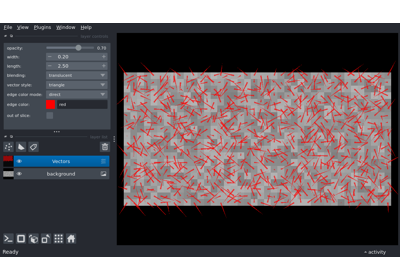 File View Plugins Window Help
opacity: 0.70
width: 0.20
length: 2.50
blending: translucent
vector style: triangle
edge color mode: direct
edge color: red
out of slice:
Vectors
background
Ready
activity